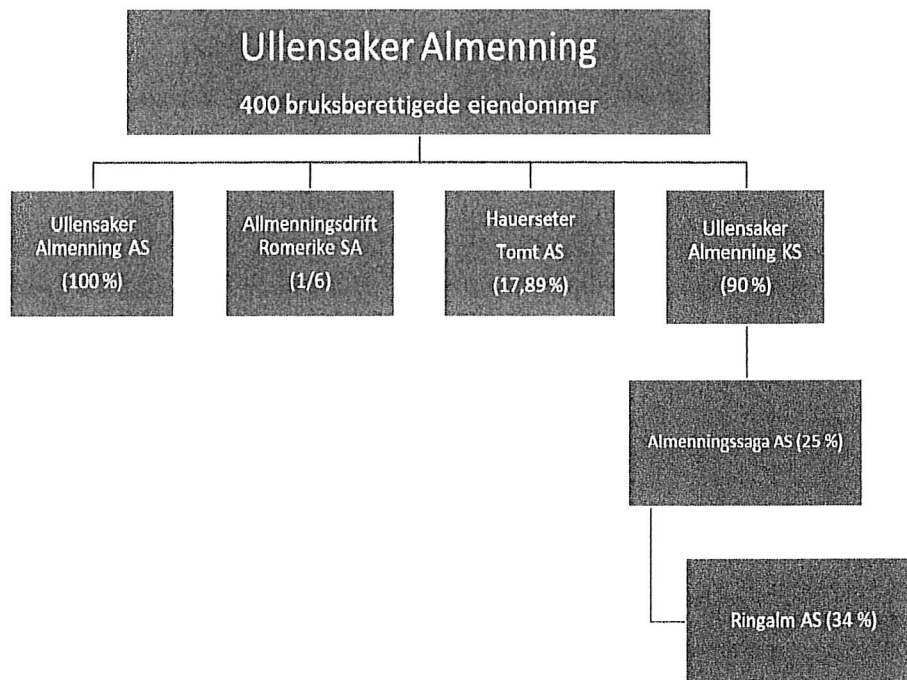 Ullensaker Almenning
400 bruksberettigede eiendommer
Ullensaker
Almenning AS
(100 %)
Allmenningsdrift
Romerike SA
(1/6)
Hauerseter
Tomt AS
(17,89 %)
Ullensaker
Almenning KS
(90 %)
Almenningssaga AS (25 %)
Ringalm AS (34 %)